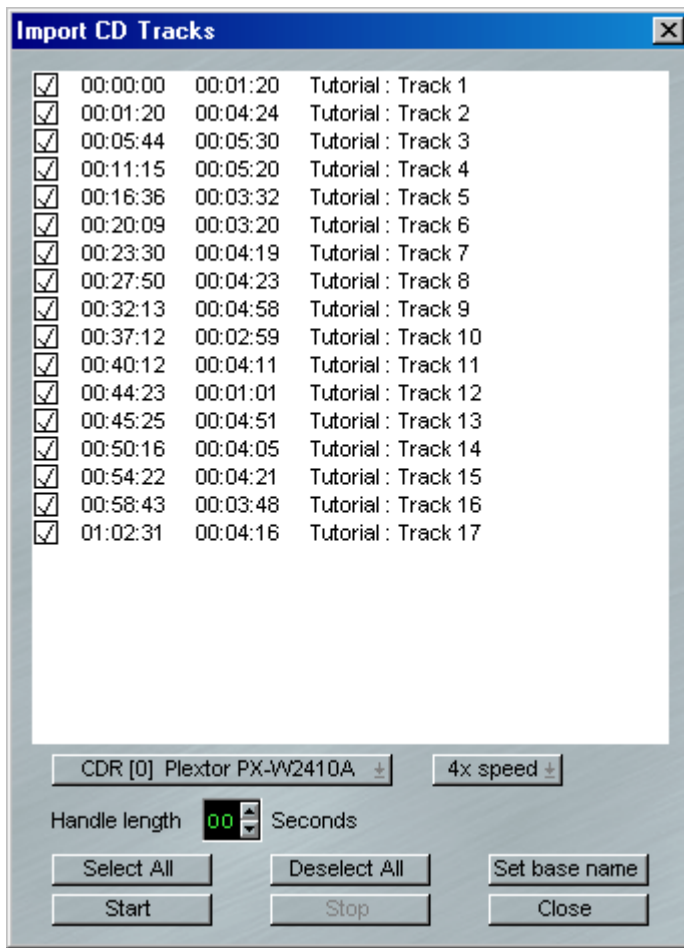 Import CD Tracks
00:00:00 00:01:20 Tutorial : Track 1
00:01:20 00:04:24 Tutorial : Track 2
00:05:44 00:05:30 Tutorial : Track 3
00:11:15 00:05:20 Tutorial : Track 4
00:16:36 00:03:32 Tutorial : Track 5
00:20:09 00:03:20 Tutorial : Track 6
00:23:30 00:04:19 Tutorial : Track 7
00:27:50 00:04:23 Tutorial : Track 8
00:32:13 00:04:58 Tutorial : Track 9
00:37:12 00:02:59 Tutorial : Track 10
00:40:12 00:04:11 Tutorial : Track 11
00:44:23 00:01:01 Tutorial : Track 12
00:45:25 00:04:51 Tutorial : Track 13
00:50:16 00:04:05 Tutorial : Track 14
00:54:22 00:04:21 Tutorial : Track 15
00:58:43 00:03:48 Tutorial : Track 16
01:02:31 00:04:16 Tutorial : Track 17
CDR [0] Plextor PX-W2410A 4x speed
Handle length 00 Seconds
Select All Deselect All Set base name
Start Stop Close